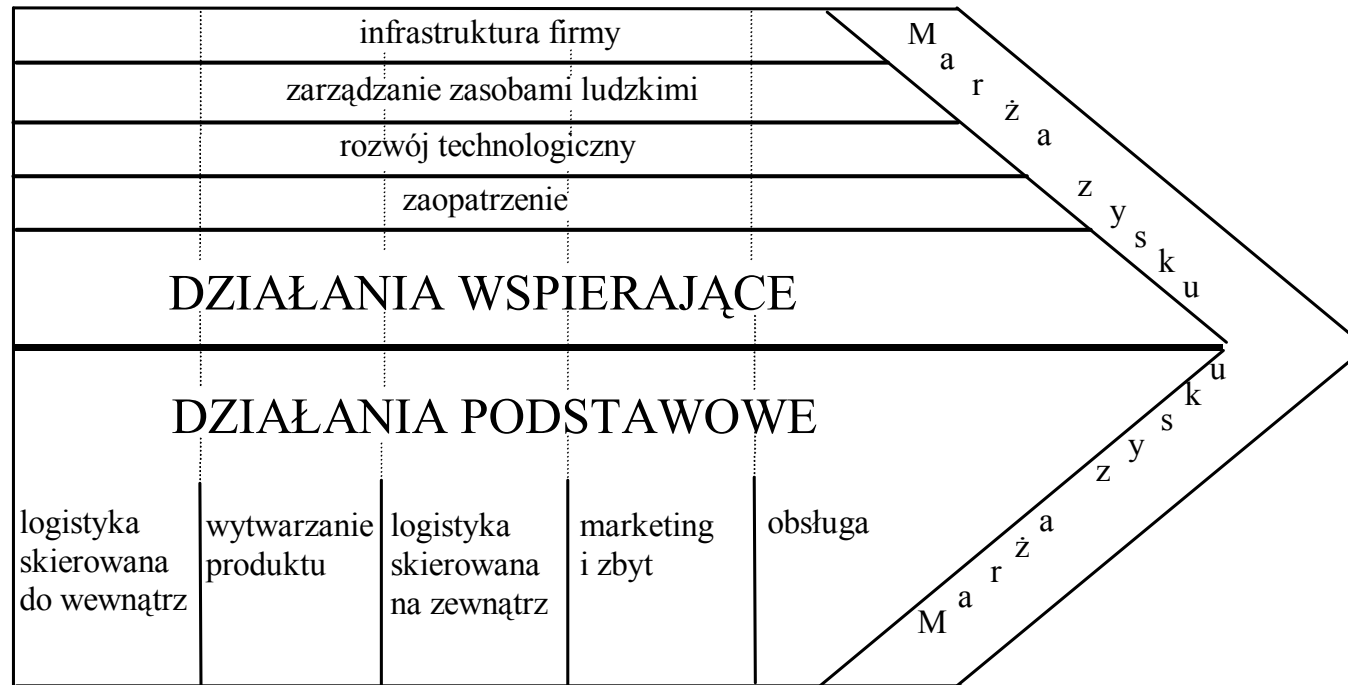 infrastruktura firmy
zarządzanie zasobami ludzkimi
rozwój technologiczny
zaopatrzenie
Marża zysku
DZIAŁANIA WSPIERAJĄCE
DZIAŁANIA PODSTAWOWE
logistyka
skierowana
do wewnątrz
wytwarzanie
produktu
logistyka
skierowana
na zewnątrz
marketing
i zbyt
obsługa
Marża zysku